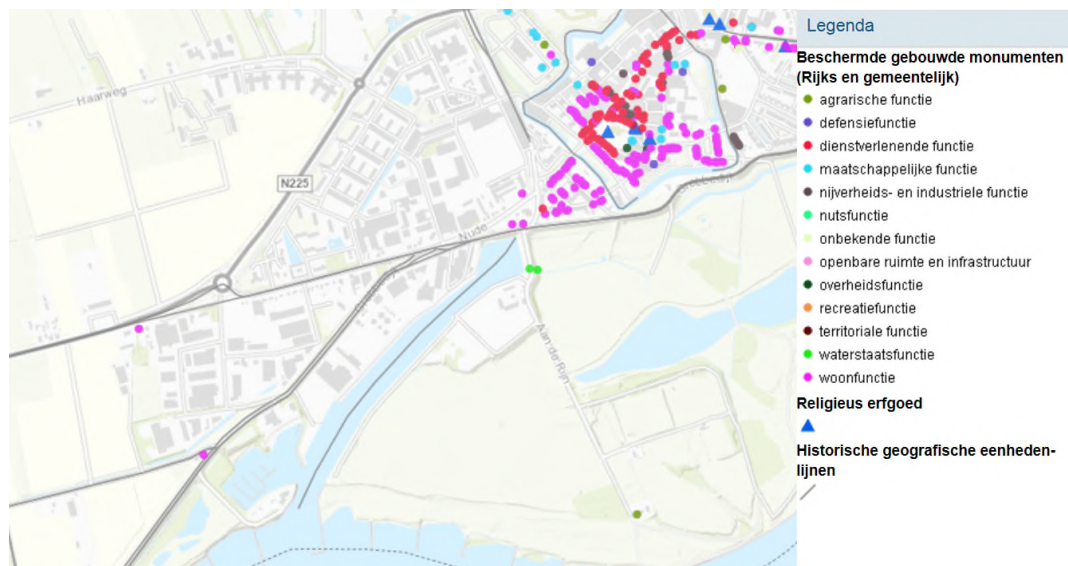 Haarweg
N225
Nude
Aan de Rijn
Legenda
Beschermde gebouwde monumenten
(Rijks en gemeentelijk)
agrarische functie
defensiefunctie
dienstverlenende functie
maatschappelijke functie
nijverheids- en industriele functie
nutsfunctie
onbekende functie
openbare ruimte en infrastructuur
overheidsfunctie
recreatiefunctie
territoriale functie
waterstaatsfunctie
woonfunctie
Religieus erfgoed
Historische geografische eenheden-
lijnen